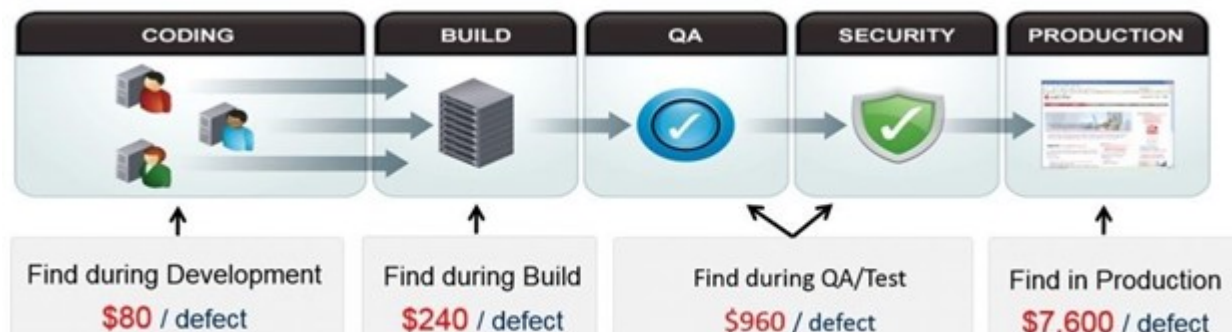 CODING
BUILD
QA
SECURITY
PRODUCTION
Find during Development
$80 / defect
Find during Build
$240 / defect
Find during QA/Test
$960 / defect
Find in Production
$7,600 / defect